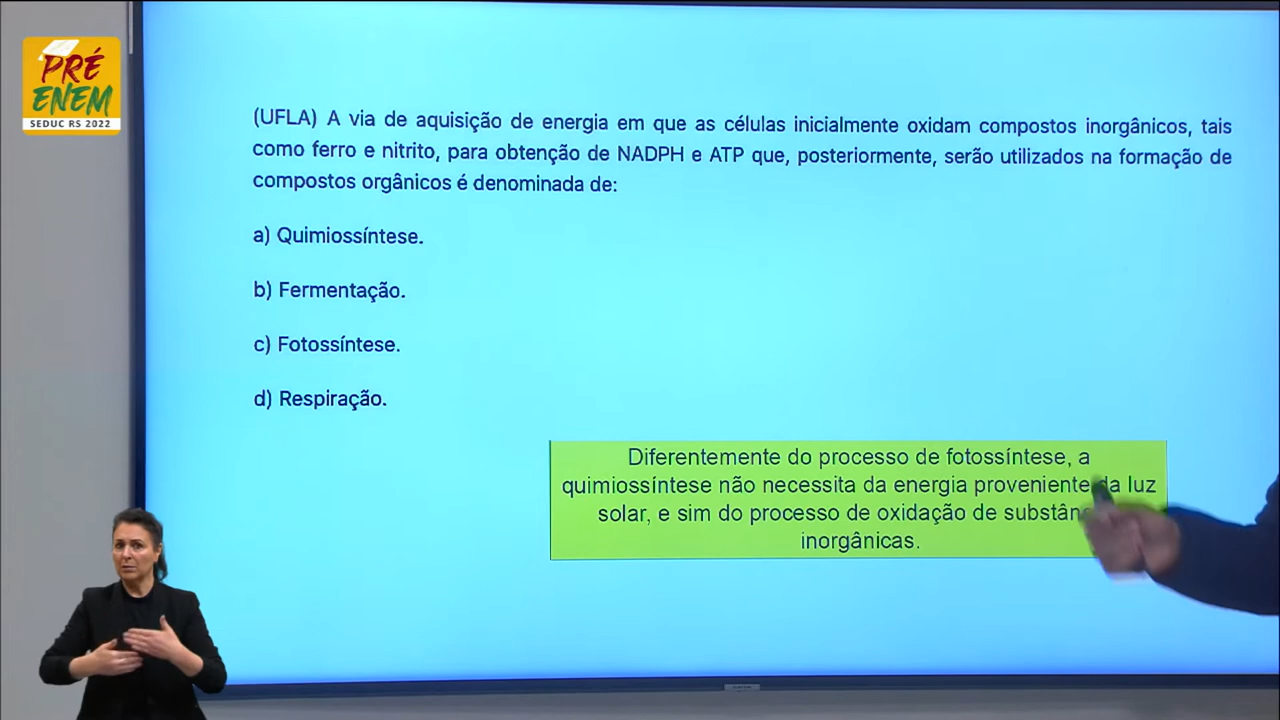 PRÉ
ENEM
SEDUC RS 2022
(UFLA) A via de aquisição de energia em que as células inicialmente oxidam compostos inorgânicos, tais
como ferro e nitrito, para obtenção de NADPH e ATP que, posteriormente, serão utilizados na formação de
compostos orgânicos é denominada de:
a) Quimiossíntese.
b) Fermentação.
c) Fotossíntese.
d) Respiração.
Diferentemente do processo de fotossíntese, a
quimiossíntese não necessita da energia proveniente da luz
solar, e sim do processo de oxidação de
inorgânicas.